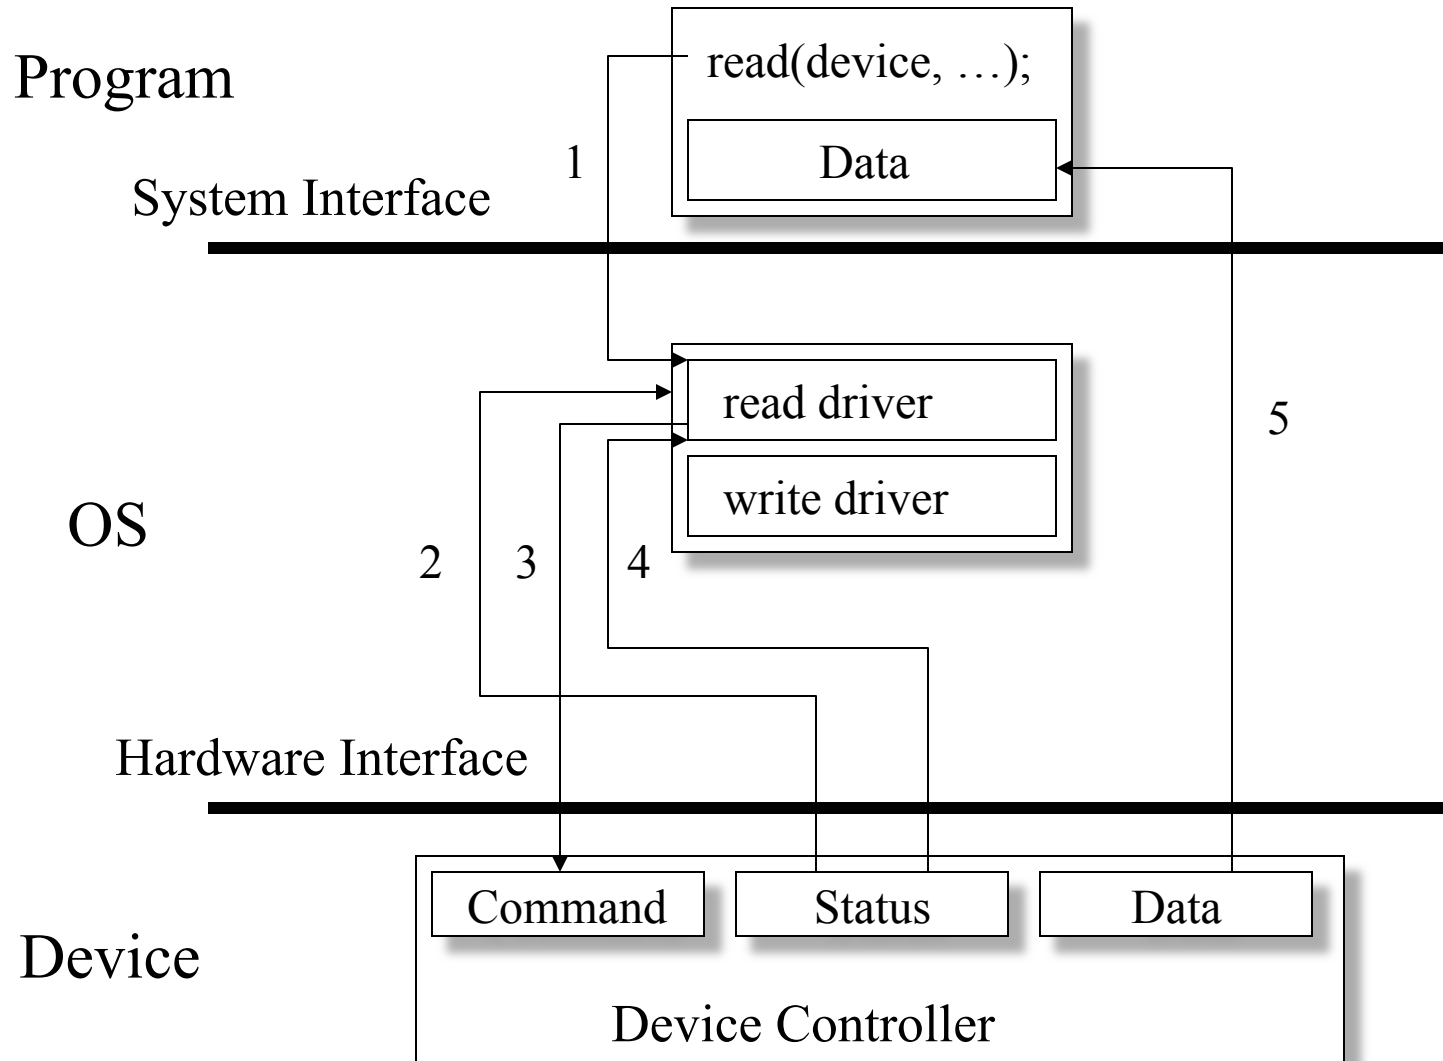 Program
read(device, …);
1
Data
System Interface
read driver
5
write driver
OS
2
3
4
Hardware Interface
Command
Status
Data
Device
Device Controller